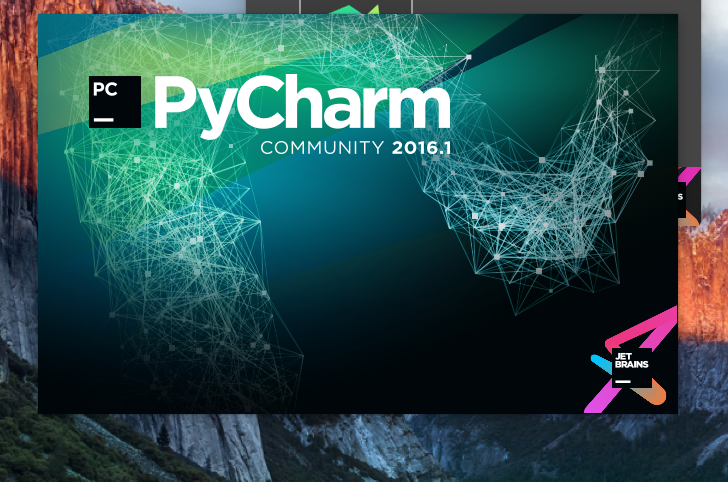 PC
PyCharm
COMMUNITY 2016.1
S
JET
BRAINS